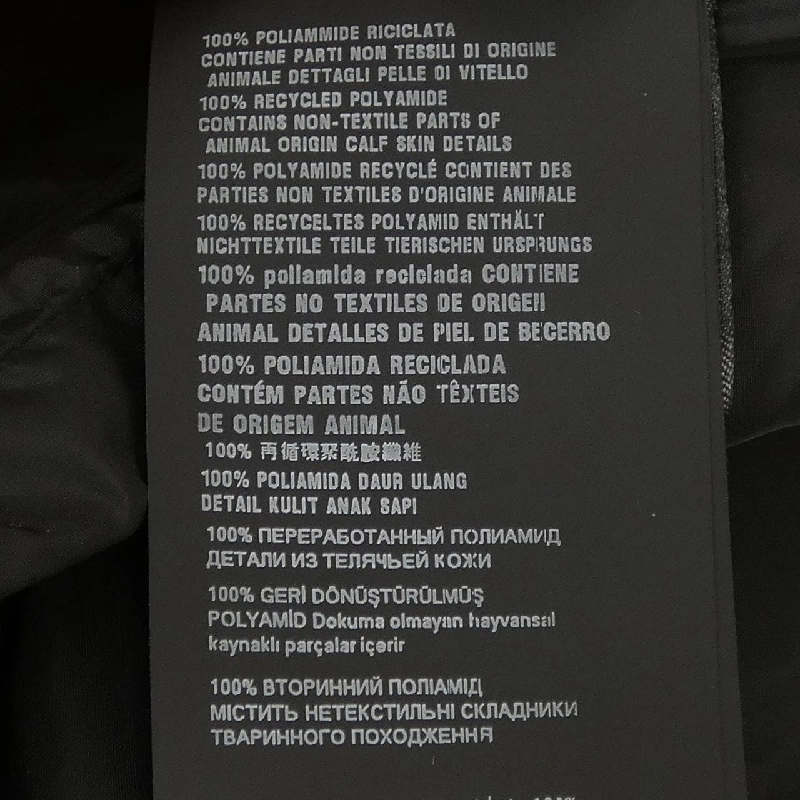 100% POLIAMMIDE RICICLATA
CONTIENE PARTI NON TESSILI DI ORIGINE
ANIMALE DETTAGLI PELLE DI VITELLO
100% RECYCLED POLYAMIDE
CONTAINS NON-TEXTILE PARTS OF
ANIMAL ORIGIN CALF SKIN DETAILS
100% POLYAMIDE RECYCLÉ CONTIENT DES
PARTIES NON TEXTILES D'ORIGINE ANIMALE
100% RECYCELTES POLYAMID ENTHÄLT
NICHTTEXTILE TEILE TIERISCHEN URSPRUNGS
100% poliamida reciclada CONTIENE
PARTES NO TEXTILES DE ORIGEN
ANIMAL DETALLES DE PIEL DE BECERRO
100% POLIAMIDA RECICLADA
CONTÉM PARTES NÃO TÊXTEIS
DE ORIGEM ANIMAL
100% 再循環聚酰胺纖維
100% POLIAMIDA DAUR ULANG
DETAIL KULIT ANAK SAPI
100% ПЕРЕРАБОТАННЫЙ ПОЛИАМИД
ДЕТАЛИ ИЗ ТЕЛЯЧЬЕЙ КОЖИ
100% GERİ DÖNÜŞTÜRÜLMÜŞ
POLYAMİD Dokuma olmayan hayvansal
kaynaklı parçalar içerir
100% ВТОРИННИЙ ПОЛІАМІД
МІСТИТЬ НЕТЕКСТИЛЬНІ СКЛАДНИКИ
ТВАРИННОГО ПОХОДЖЕННЯ